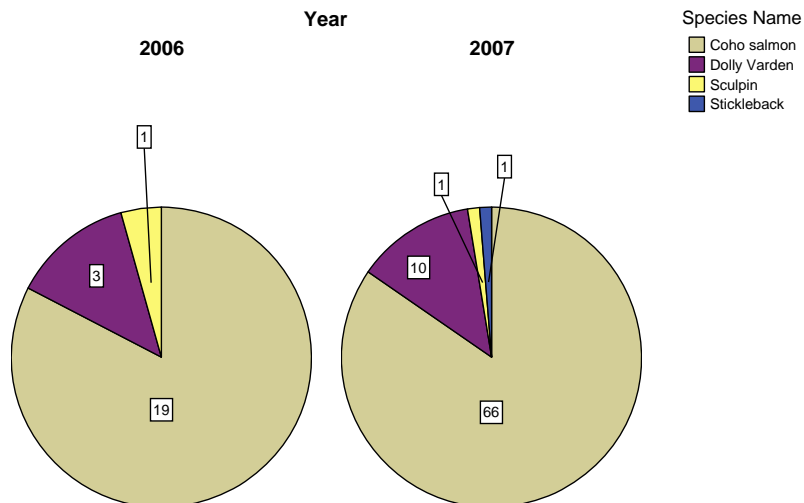 Year
2006 2007
Species Name
Coho salmon
Dolly Varden
Sculpin
Stickleback
1
3
19
1
1
10
66